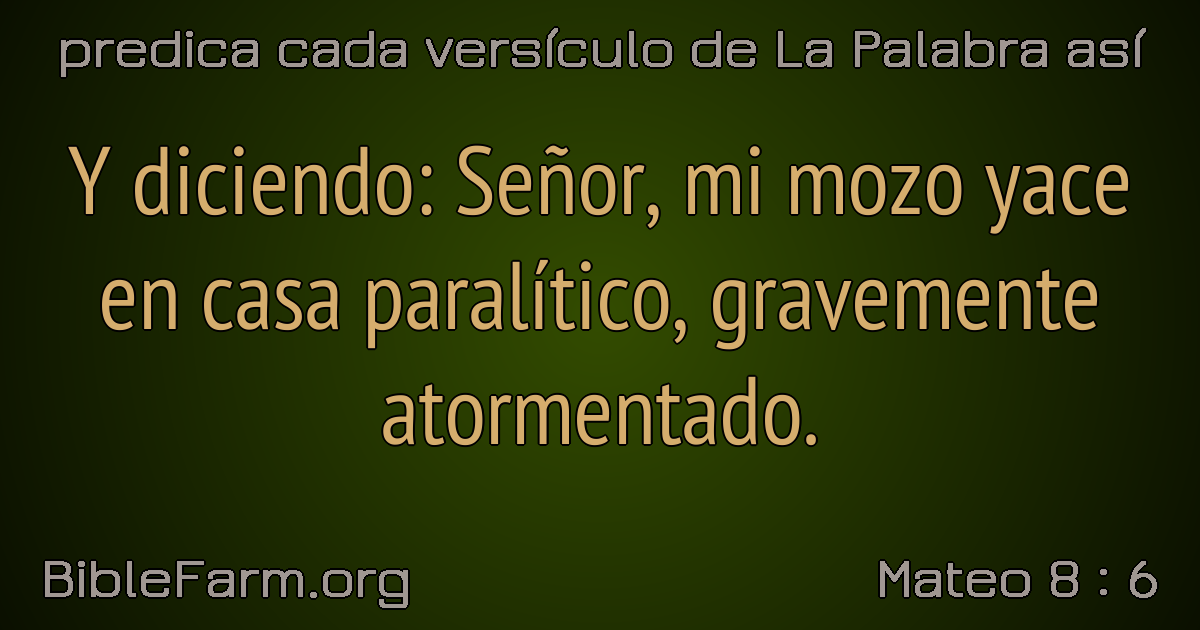 predica cada versículo de La Palabra así
Y diciendo: Señor, mi mozo yace
en casa paralítico, gravemente
atormentado.
BibleFarm.org
Mateo 8 : 6